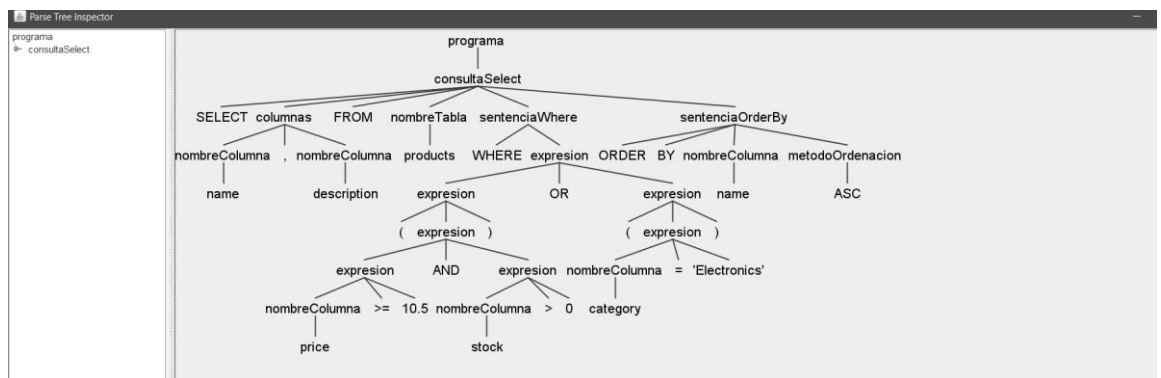 Parse Tree Inspector
programa
consultaSelect
programa
consultaSelect
SELECT columnas FROM nombreTabla sentenciaWhere sentenciaOrderBy
nombreColumna , nombreColumna products WHERE expresion ORDER BY nombreColumna metodoOrdenacion
name description expresion OR expresion name ASC
( expresion ) ( expresion )
expresion AND expresion nombreColumna = 'Electronics'
nombreColumna >= 10.5 nombreColumna > 0 category
price stock